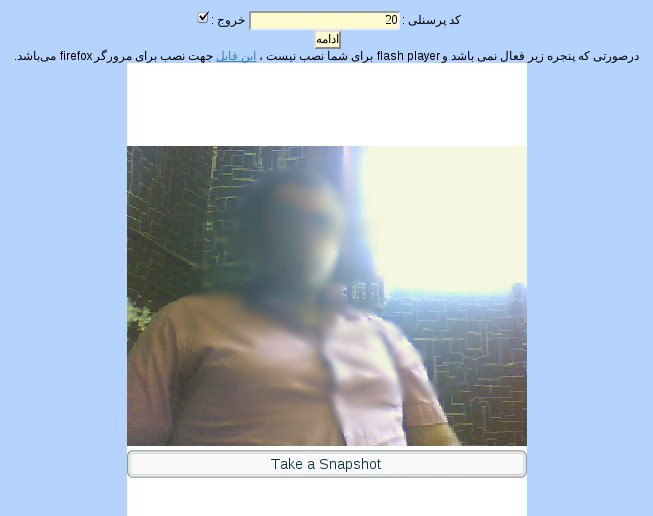 کد پرسنلی : 20 خروج :
ادامه
درصورتی که پنجره زیر فعال نمی باشد و flash player برای شما نصب نیست ، این فایل جهت نصب برای مرورگر firefox می‌باشد.
Take a Snapshot